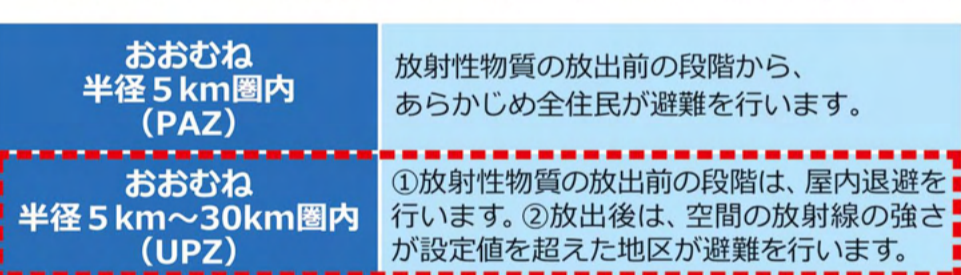 おおむね
半径５km圏内
（PAZ）
放射性物質の放出前の段階から、
あらかじめ全住民が避難を行います。
おおむね
半径５km～30km圏内
（UPZ）
①放射性物質の放出前の段階は、屋内退避を
行います。②放出後は、空間の放射線の強さ
が設定値を超えた地区が避難を行います。